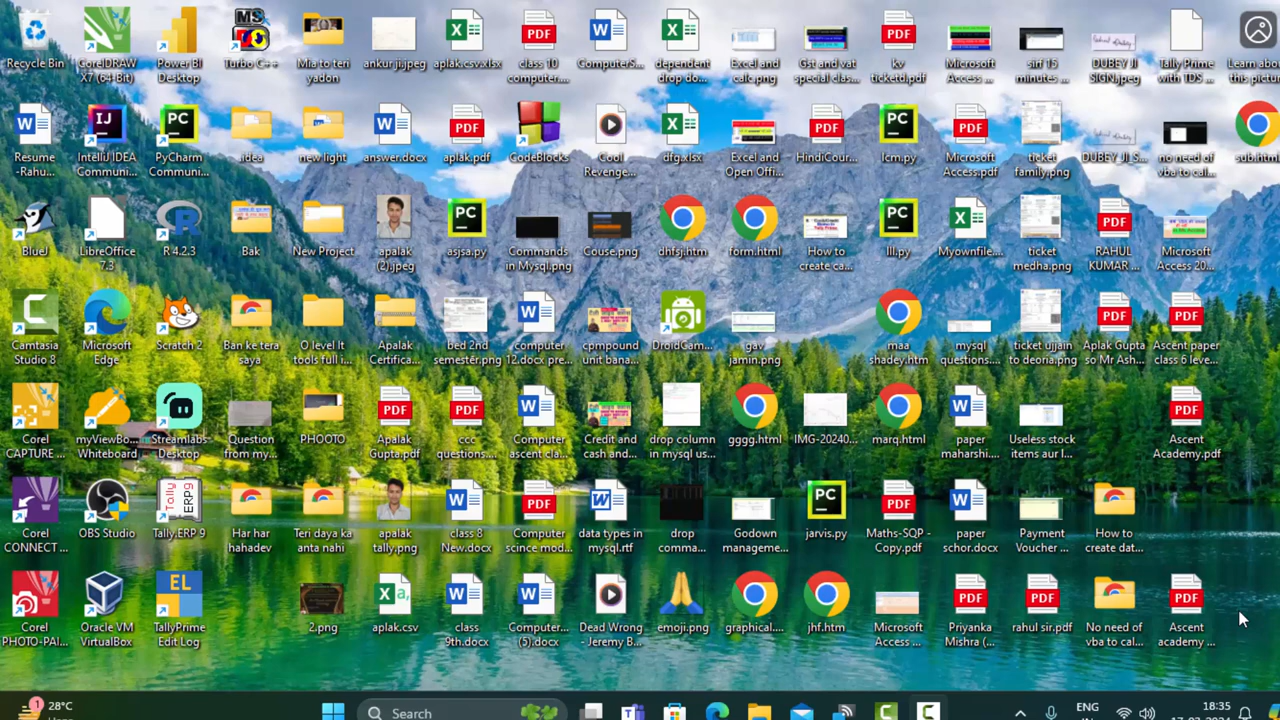 Recycle Bin
CorelDRAW
X7 (64-Bit)
Power BI
Desktop
Turbo C++
Mia to teri
yadon
ankur.jii.jpeg
aplak.csv.xlsx
class 10
computer....
ComputerS...
dependent
drop do...
Excel and
calc.png
Gst and vat
special clas...
kv
ticketd.pdf
Microsoft
Access ...
sirf 15
minutes ...
DUBEY JI
SIGN.jpeg
Tally Prime
with TDS ...
Learn abou
this pictu
Resume
-Rahu...
IntelliJ IDEA
Communi...
PyCharm
Communi...
.idea
new light
answer.docx
aplak.pdf
CodeBlocks
Cool
Revenge...
dfg.xlsx
Excel and
Open Offi...
HindiCour...
lcm.py
Microsoft
Access.pdf
ticket
family.png
DUBEY JI S...
no need of
vba to cal...
sub.html
BlueJ
LibreOffice
7.3
R 4.2.3
Bak
New Project
apalak
(2).jpeg
asjsa.py
Commands
in Mysql.png
Couse.png
dhfsj.htm
form.html
How to
create ca...
lll.py
Myownfile....
ticket
medha.png
RAHUL
KUMAR ...
Microsoft
Access 20...
Camtasia
Studio 8
Microsoft
Edge
Scratch 2
Ban ke tera
saya
O level It
tools full i...
Apalak
Certifica...
bed 2nd
semester.png
computer
12.docx pre...
cpmpound
unit bana...
DroidGam...
gav
jamin.png
maa
shadey.htm
mysql
questions....
ticket ujjain
to deoria.png
Aplak Gupta
so Mr Ash...
Ascent paper
class 6 leve...
Corel
CAPTURE ...
myViewBo...
Whiteboard
Streamlabs
Desktop
Question
from my...
PHOOTO
Apalak
Gupta.pdf
ccc
questions....
Computer
ascent cla...
Credit and
cash and...
drop column
in mysql us...
gggg.html
IMG-20240...
marq.html
paper
maharshi....
Useless stock
items aur l...
Ascent
Academy.pdf
Corel
CONNECT ...
OBS Studio
Tally.ERP 9
Har har
hahadev
Teri daya ka
anta nahi
apalak
tally.png
class 8
New.docx
Computer
scince mod...
data types in
mysql.rtf
drop
comma...
Godown
manageme...
jarvis.py
Maths-SQP -
Copy.pdf
paper
schor.docx
Payment
Voucher ...
How to
create dat...
Corel
PHOTO-PAI...
Oracle VM
VirtualBox
TallyPrime
Edit Log
2.png
aplak.csv
class
9th.docx
Computer...
(5).docx
Dead Wrong
- Jeremy B...
emoji.png
graphical....
jhf.htm
Microsoft
Access ...
Priyanka
Mishra (...
rahul sir.pdf
No need of
vba to cal...
Ascent
academy ...
1
28°C
Search
ENG
18:35